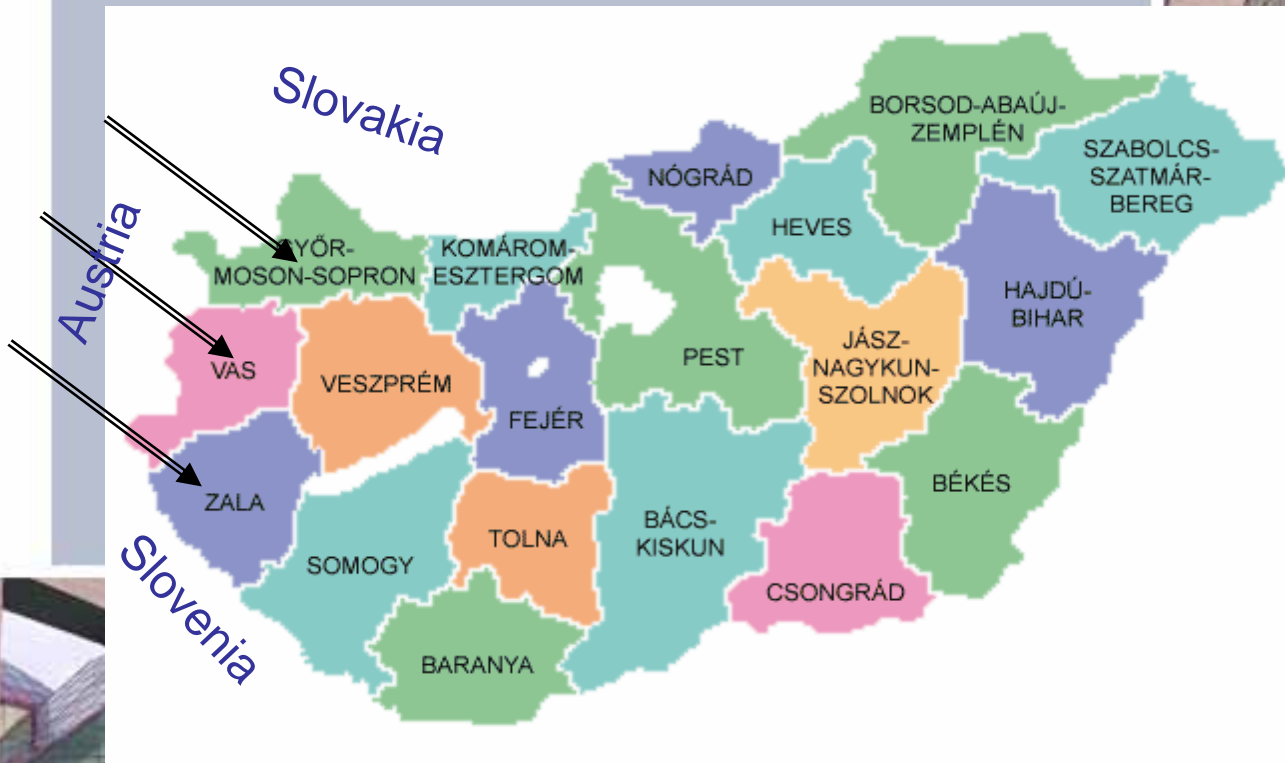 Slovakia
Austria
Slovenia
BORSOD-ABAÚJ-
ZEMPLÉN
SZABOLCS-
SZATMÁR-
BEREG
NÓGRÁD
HEVES
GYŐR-
MOSON-SOPRON
KOMÁROM-
ESZTERGOM
HAJDÚ-
BIHAR
JÁSZ-
NAGYKUN-
SZOLNOK
PEST
VAS
VESZPRÉM
FEJÉR
BÉKÉS
ZALA
TOLNA
BÁCS-
KISKUN
SOMOGY
CSONGRÁD
BARANYA